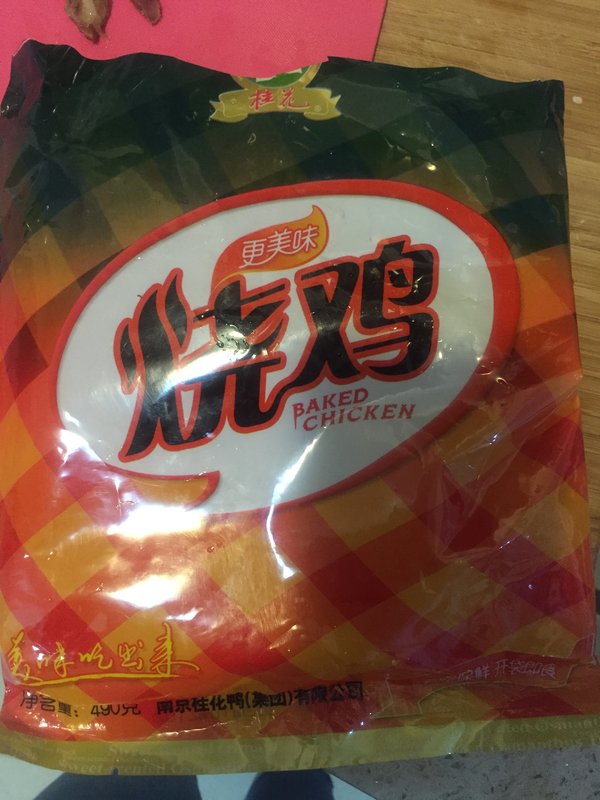 桂花
更美味
烧鸡
BAKED
CHICKEN
美味吃出来
鲜 开袋即食
净含量：490克 南京桂花鸭(集团)有限公司